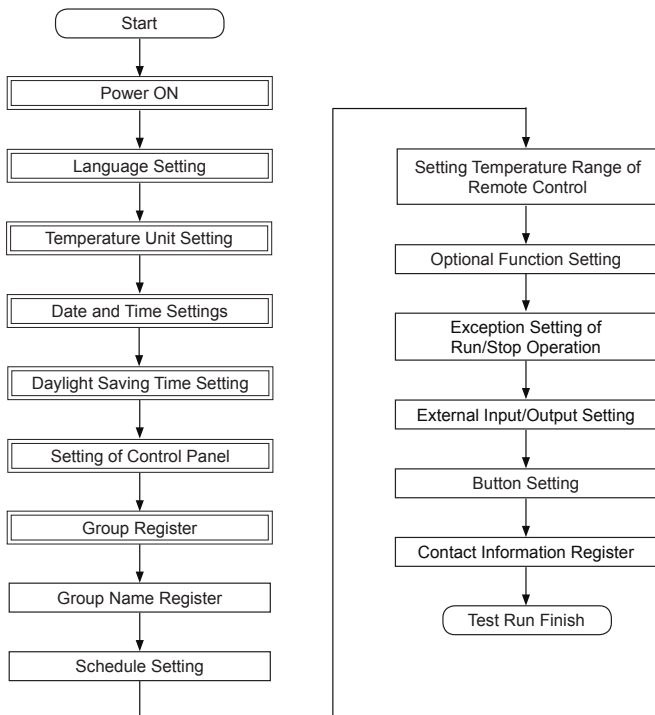 Start
Power ON
Language Setting
Temperature Unit Setting
Date and Time Settings
Daylight Saving Time Setting
Setting of Control Panel
Group Register
Group Name Register
Schedule Setting
Setting Temperature Range of
Remote Control
Optional Function Setting
Exception Setting of
Run/Stop Operation
External Input/Output Setting
Button Setting
Contact Information Register
Test Run Finish